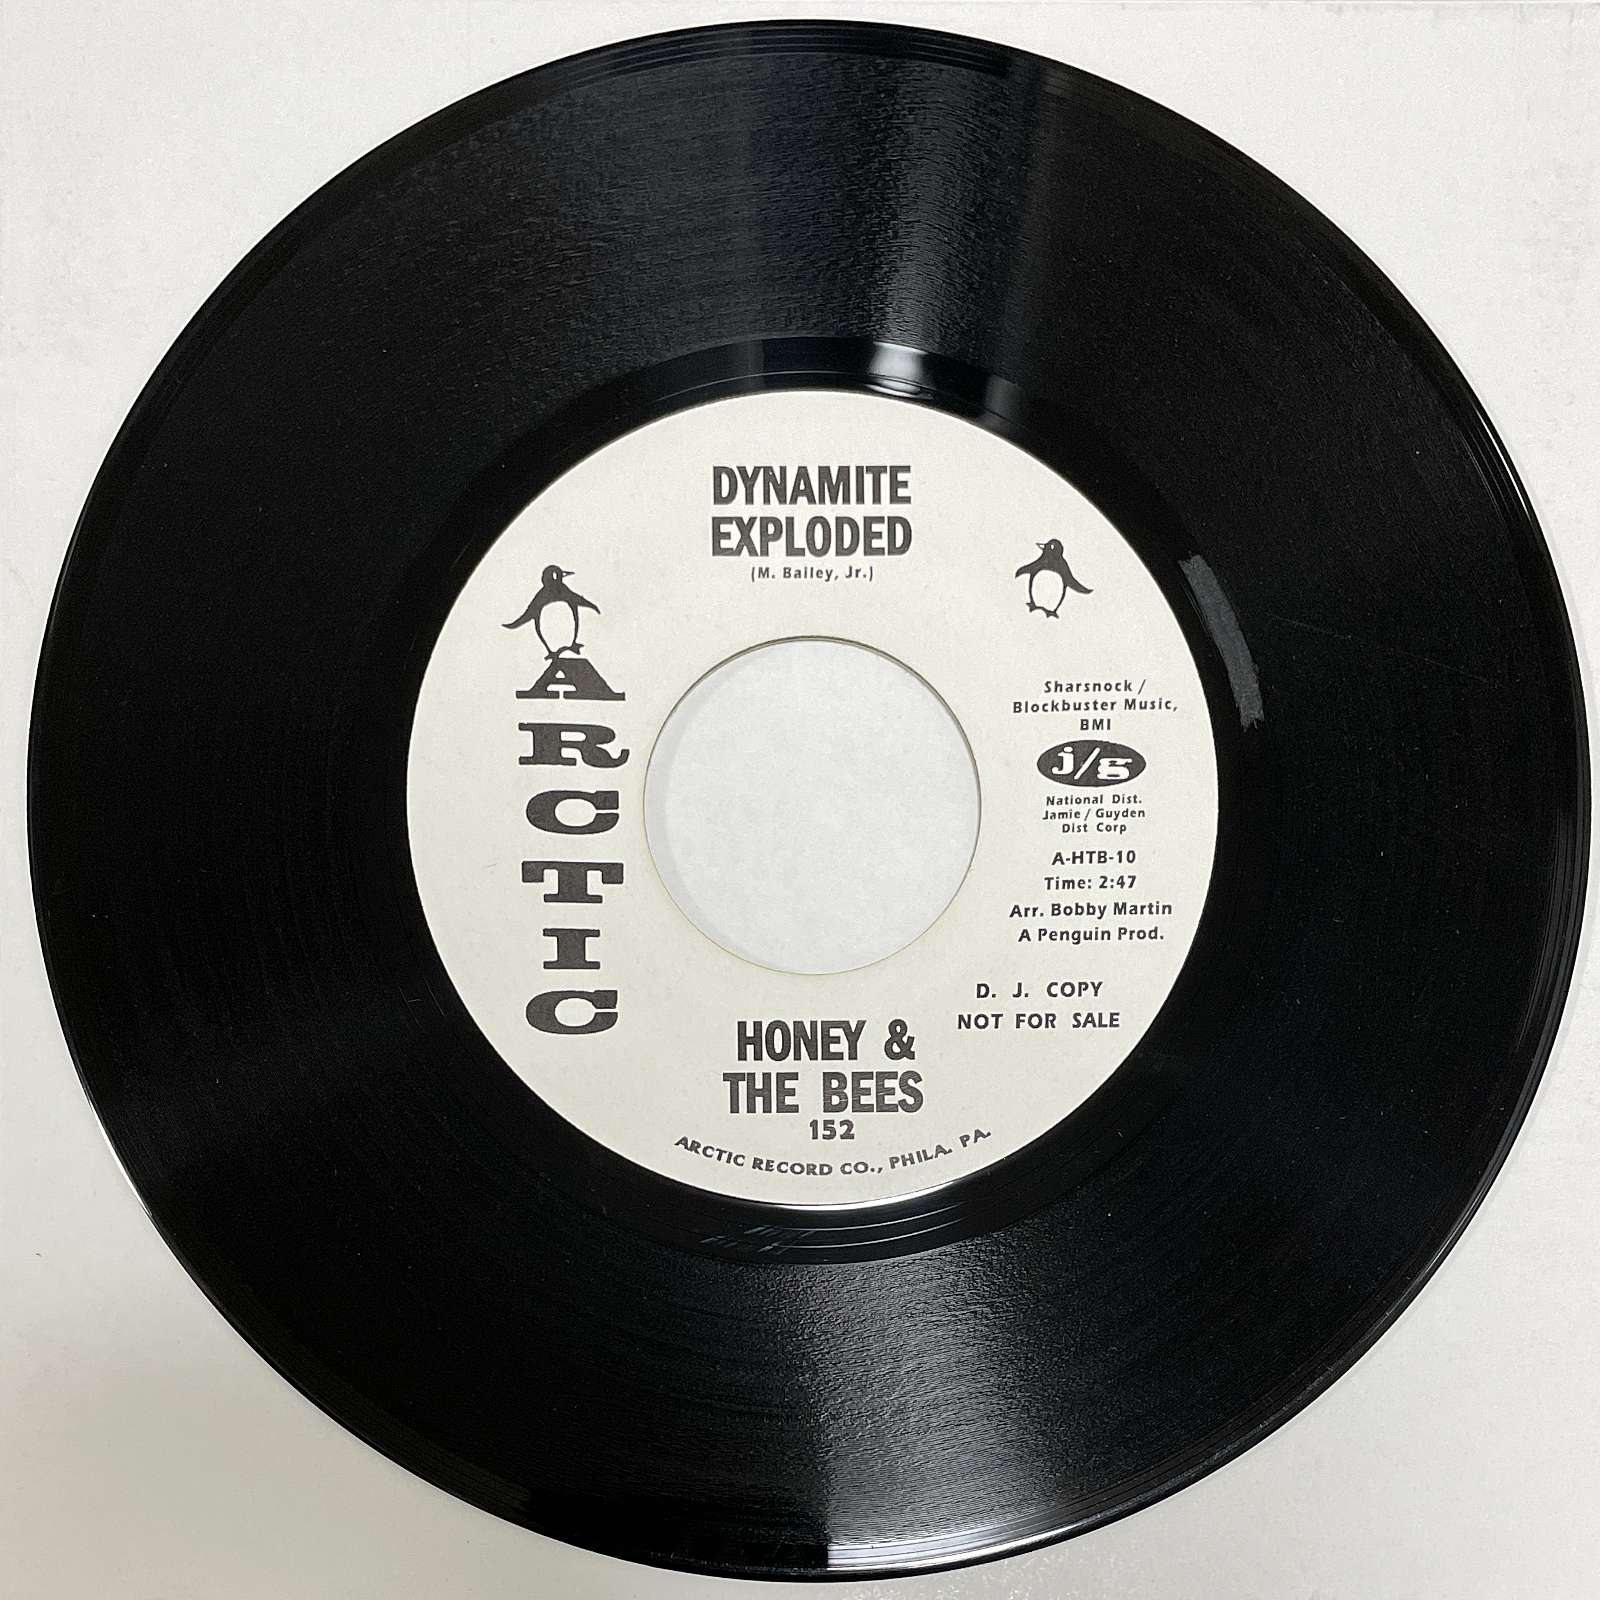 DYNAMITE
EXPLODED
(M. Bailey, Jr.)
ARCTIC
Sharsnock /
Blockbuster Music,
BMI
j/g
National Dist.
Jamie / Guyden
Dist Corp
A-HTB-10
Time: 2:47
Arr. Bobby Martin
A Penguin Prod.
D. J. COPY
NOT FOR SALE
HONEY &
THE BEES
152
ARCTIC RECORD CO., PHILA. PA.